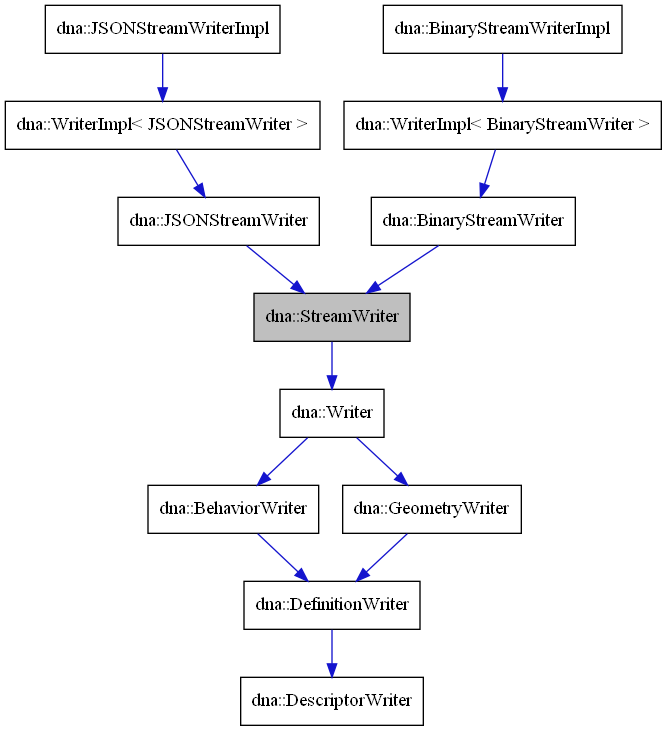 dna::JSONStreamWriterImpl
dna::BinaryStreamWriterImpl
dna::WriterImpl< JSONStreamWriter >
dna::WriterImpl< BinaryStreamWriter >
dna::JSONStreamWriter
dna::BinaryStreamWriter
dna::StreamWriter
dna::Writer
dna::BehaviorWriter
dna::GeometryWriter
dna::DefinitionWriter
dna::DescriptorWriter